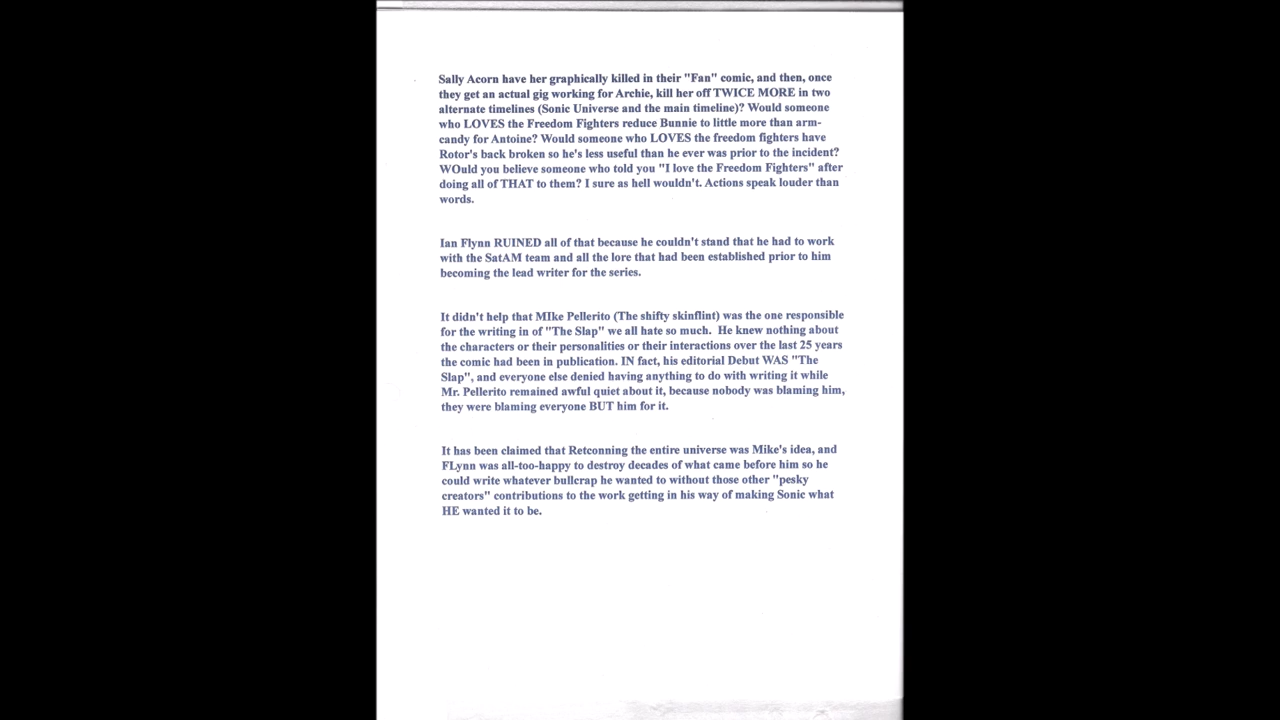 Sally Acorn have her graphically killed in their "Fan" comic, and then, once
they get an actual gig working for Archie, kill her off TWICE MORE in two
alternate timelines (Sonic Universe and the main timeline)? Would someone
who LOVES the Freedom Fighters reduce Bunnie to little more than arm-
candy for Antoine? Would someone who LOVES the freedom fighters have
Rotor's back broken so he's less useful than he ever was prior to the incident?
WOuld you believe someone who told you "I love the Freedom Fighters" after
doing all of THAT to them? I sure as hell wouldn't. Actions speak louder than
words.
Ian Flynn RUINED all of that because he couldn't stand that he had to work
with the SatAM team and all the lore that had been established prior to him
becoming the lead writer for the series.
It didn't help that MIke Pellerito (The shifty skinflint) was the one responsible
for the writing in of "The Slap" we all hate so much.  He knew nothing about
the characters or their personalities or their interactions over the last 25 years
the comic had been in publication. IN fact, his editorial Debut WAS "The
Slap", and everyone else denied having anything to do with writing it while
Mr. Pellerito remained awful quiet about it, because nobody was blaming him,
they were blaming everyone BUT him for it.
It has been claimed that Retconning the entire universe was Mike's idea, and
FLynn was all-too-happy to destroy decades of what came before him so he
could write whatever bullcrap he wanted to without those other "pesky
creators" contributions to the work getting in his way of making Sonic what
HE wanted it to be.